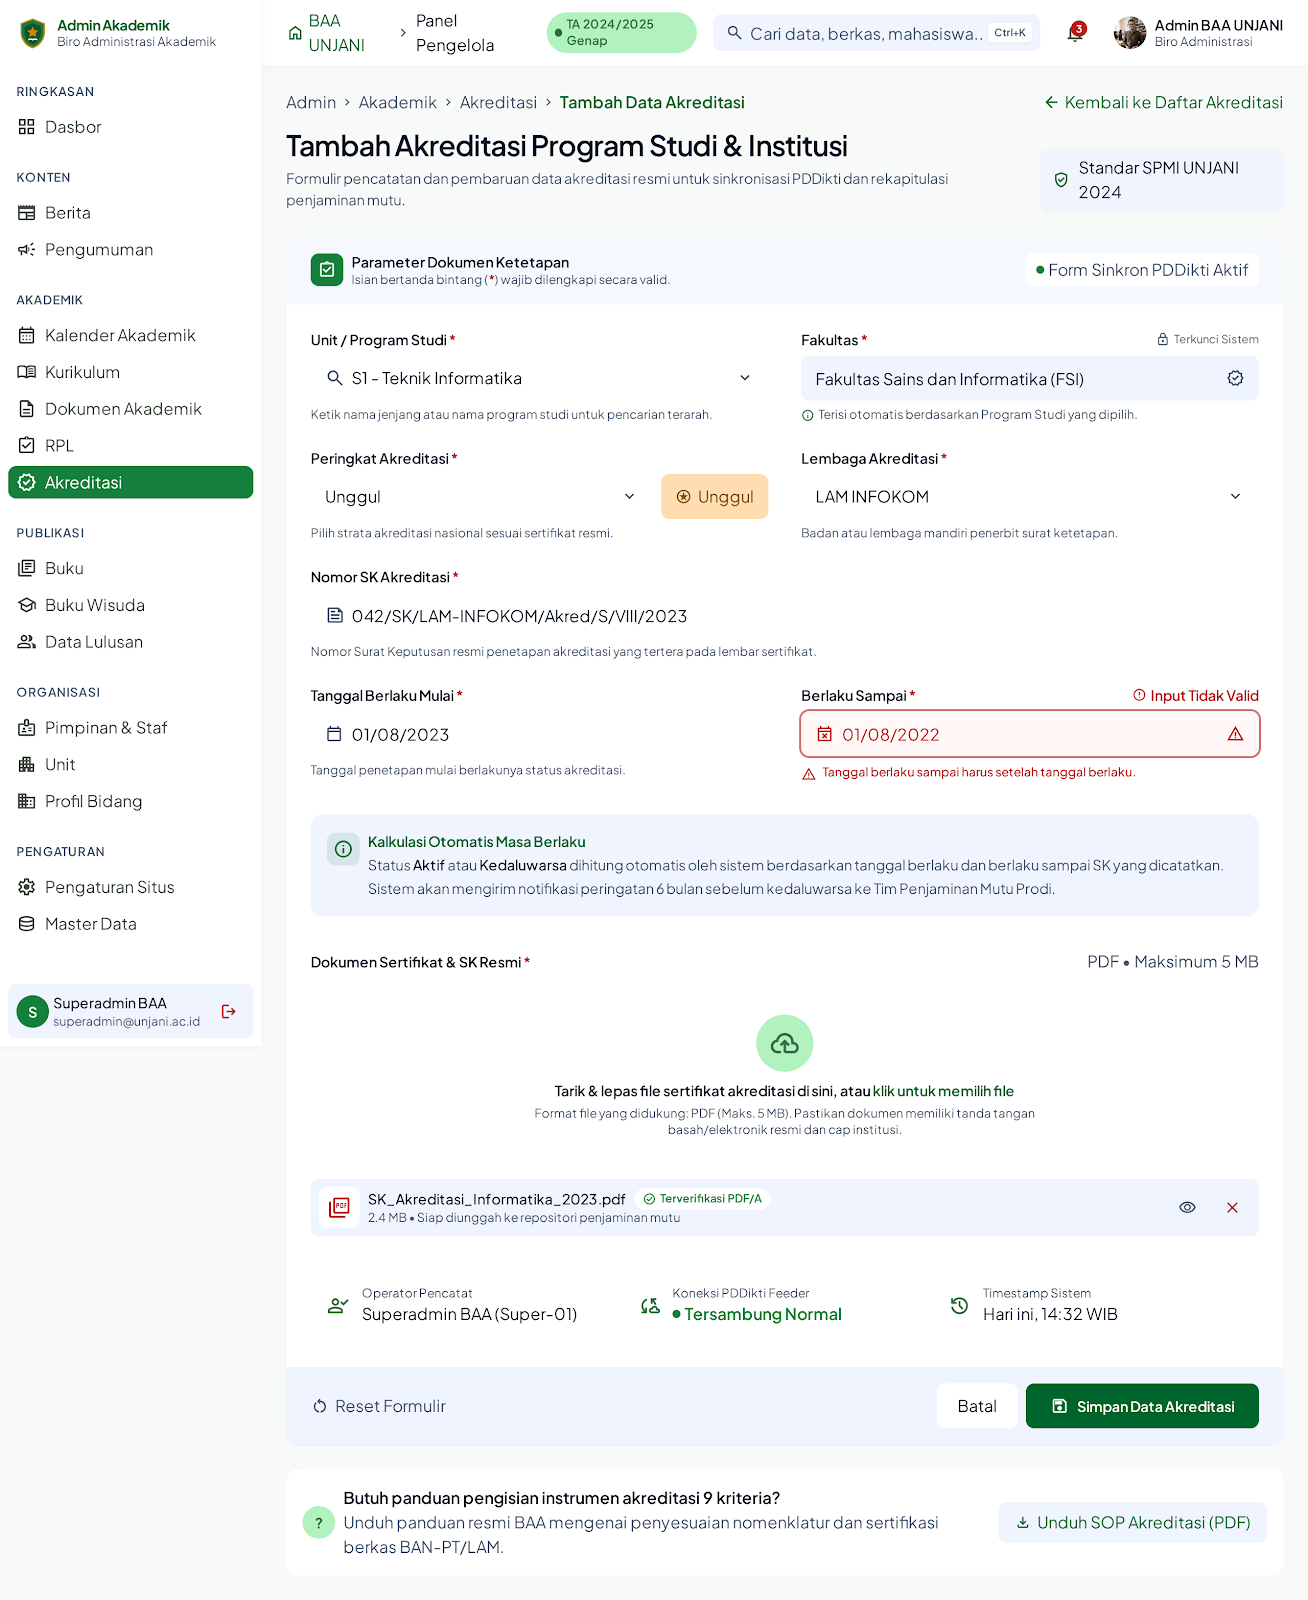 Admin Akademik
Biro Administrasi Akademik
RINGKASAN
Dasbor
KONTEN
Berita
Pengumuman
AKADEMIK
Kalender Akademik
Kurikulum
Dokumen Akademik
RPL
Akreditasi
PUBLIKASI
Buku
Buku Wisuda
Data Lulusan
ORGANISASI
Pimpinan & Staf
Unit
Profil Bidang
PENGATURAN
Pengaturan Situs
Master Data
S
Superadmin BAA
superadmin@unjani.ac.id
BAA
UNJANI
Panel
Pengelola
TA 2024/2025
Genap
Cari data, berkas, mahasiswa..
Ctrl+K
3
Admin BAA UNJANI
Biro Administrasi
Admin › Akademik › Akreditasi › Tambah Data Akreditasi
Kembali ke Daftar Akreditasi
Tambah Akreditasi Program Studi & Institusi
Formulir pencatatan dan pembaruan data akreditasi resmi untuk sinkronisasi PDDikti dan rekapitulasi
penjaminan mutu.
Standar SPMI UNJANI
2024
Parameter Dokumen Ketetapan
Isian bertanda bintang (*) wajib dilengkapi secara valid.
Form Sinkron PDDikti Aktif
Unit / Program Studi *
S1 - Teknik Informatika
Ketik nama jenjang atau nama program studi untuk pencarian terarah.
Fakultas *
Terkunci Sistem
Fakultas Sains dan Informatika (FSI)
Terisi otomatis berdasarkan Program Studi yang dipilih.
Peringkat Akreditasi *
Unggul
Unggul
Pilih strata akreditasi nasional sesuai sertifikat resmi.
Lembaga Akreditasi *
LAM INFOKOM
Badan atau lembaga mandiri penerbit surat ketetapan.
Nomor SK Akreditasi *
042/SK/LAM-INFOKOM/Akred/S/VIII/2023
Nomor Surat Keputusan resmi penetapan akreditasi yang tertera pada lembar sertifikat.
Tanggal Berlaku Mulai *
01/08/2023
Tanggal penetapan mulai berlakunya status akreditasi.
Berlaku Sampai *
Input Tidak Valid
01/08/2022
Tanggal berlaku sampai harus setelah tanggal berlaku.
Kalkulasi Otomatis Masa Berlaku
Status Aktif atau Kedaluwarsa dihitung otomatis oleh sistem berdasarkan tanggal berlaku dan berlaku sampai SK yang dicatatkan.
Sistem akan mengirim notifikasi peringatan 6 bulan sebelum kedaluwarsa ke Tim Penjaminan Mutu Prodi.
Dokumen Sertifikat & SK Resmi *
PDF • Maksimum 5 MB
Tarik & lepas file sertifikat akreditasi di sini, atau klik untuk memilih file
Format file yang didukung: PDF (Maks. 5 MB). Pastikan dokumen memiliki tanda tangan
basah/elektronik resmi dan cap institusi.
PDF
SK_Akreditasi_Informatika_2023.pdf
Terverifikasi PDF/A
2.4 MB • Siap diunggah ke repositori penjaminan mutu
Operator Pencatat
Superadmin BAA (Super-01)
Koneksi PDDikti Feeder
Tersambung Normal
Timestamp Sistem
Hari ini, 14:32 WIB
Reset Formulir
Batal
Simpan Data Akreditasi
?
Butuh panduan pengisian instrumen akreditasi 9 kriteria?
Unduh panduan resmi BAA mengenai penyesuaian nomenklatur dan sertifikasi
berkas BAN-PT/LAM.
Unduh SOP Akreditasi (PDF)